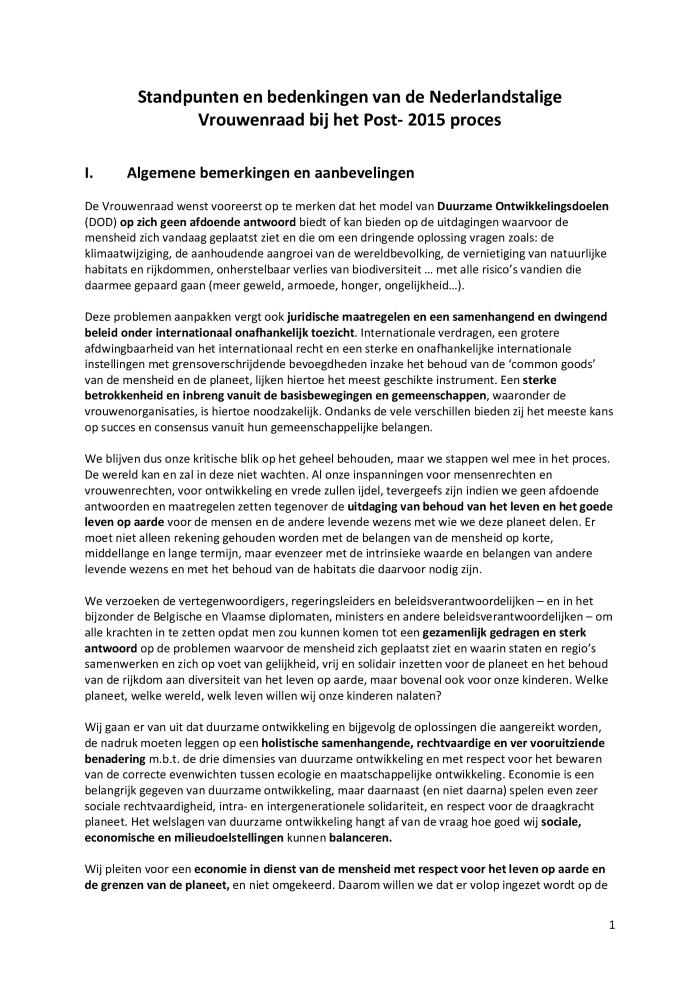 Standpunten en bedenkingen van de Nederlandstalige
Vrouwenraad bij het Post- 2015 proces
I. Algemene bemerkingen en aanbevelingen
De Vrouwenraad wenst vooreerst op te merken dat het model van Duurzame Ontwikkelingsdoelen
(DOD) op zich geen afdoende antwoord biedt of kan bieden op de uitdagingen waarvoor de
mensheid zich vandaag geplaatst ziet en die om een dringende oplossing vragen zoals: de
klimaatwijziging, de aanhoudende aangroei van de wereldbevolking, de vernietiging van natuurlijke
habitats en rijkdommen, onherstelbaar verlies van biodiversiteit … met alle risico’s vandien die
daarmee gepaard gaan (meer geweld, armoede, honger, ongelijkheid…).
Deze problemen aanpakken vergt ook juridische maatregelen en een samenhangend en dwingend
beleid onder internationaal onafhankelijk toezicht. Internationale verdragen, een grotere
afdwingbaarheid van het internationaal recht en een sterke en onafhankelijke internationale
instellingen met grensoverschrijdende bevoegdheden inzake het behoud van de ‘common goods’
van de mensheid en de planeet, lijken hiertoe het meest geschikte instrument. Een sterke
betrokkenheid en inbreng vanuit de basisbewegingen en gemeenschappen, waaronder de
vrouwenorganisaties, is hiertoe noodzakelijk. Ondanks de vele verschillen bieden zij het meeste kans
op succes en consensus vanuit hun gemeenschappelijke belangen.
We blijven dus onze kritische blik op het geheel behouden, maar we stappen wel mee in het proces.
De wereld kan en zal in deze niet wachten. Al onze inspanningen voor mensenrechten en
vrouwenrechten, voor ontwikkeling en vrede zullen ijdel, tevergeefs zijn indien we geen afdoende
antwoorden en maatregelen zetten tegenover de uitdaging van behoud van het leven en het goede
leven op aarde voor de mensen en de andere levende wezens met wie we deze planeet delen. Er
moet niet alleen rekening gehouden worden met de belangen van de mensheid op korte,
middellange en lange termijn, maar evenzeer met de intrinsieke waarde en belangen van andere
levende wezens en met het behoud van de habitats die daarvoor nodig zijn.
We verzoeken de vertegenwoordigers, regeringsleiders en beleidsverantwoordelijken – en in het
bijzonder de Belgische en Vlaamse diplomaten, ministers en andere beleidsverantwoordelijken – om
alle krachten in te zetten opdat men zou kunnen komen tot een gezamenlijk gedragen en sterk
antwoord op de problemen waarvoor de mensheid zich geplaatst ziet en waarin staten en regio’s
samenwerken en zich op voet van gelijkheid, vrij en solidair inzetten voor de planeet en het behoud
van de rijkdom aan diversiteit van het leven op aarde, maar bovenal ook voor onze kinderen. Welke
planeet, welke wereld, welk leven willen wij onze kinderen nalaten?
Wij gaan er van uit dat duurzame ontwikkeling en bijgevolg de oplossingen die aangereikt worden,
de nadruk moeten leggen op een holistische samenhangende, rechtvaardige en ver vooruitziende
benadering m.b.t. de drie dimensies van duurzame ontwikkeling en met respect voor het bewaren
van de correcte evenwichten tussen ecologie en maatschappelijke ontwikkeling. Economie is een
belangrijk gegeven van duurzame ontwikkeling, maar daarnaast (en niet daarna) spelen even zeer
sociale rechtvaardigheid, intra- en intergenerationele solidariteit, en respect voor de draagkracht
planeet. Het welslagen van duurzame ontwikkeling hangt af van de vraag hoe goed wij sociale,
economische en milieudoelstellingen kunnen balanceren.
Wij pleiten voor een economie in dienst van de mensheid met respect voor het leven op aarde en
de grenzen van de planeet, en niet omgekeerd. Daarom willen we dat er volop ingezet wordt op de
1